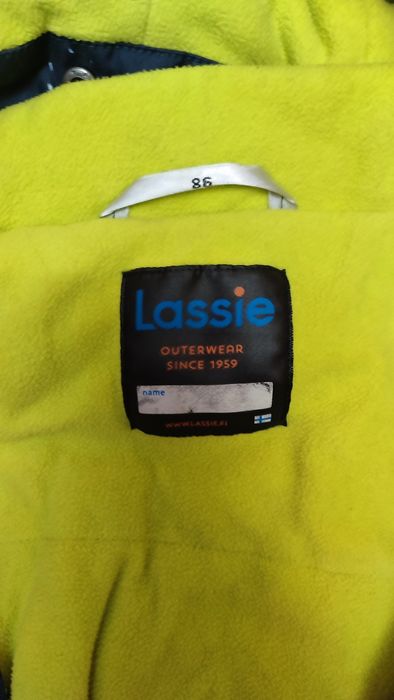 86
Lassie
OUTERWEAR
SINCE 1959
name
WWW.LASSIE.FI